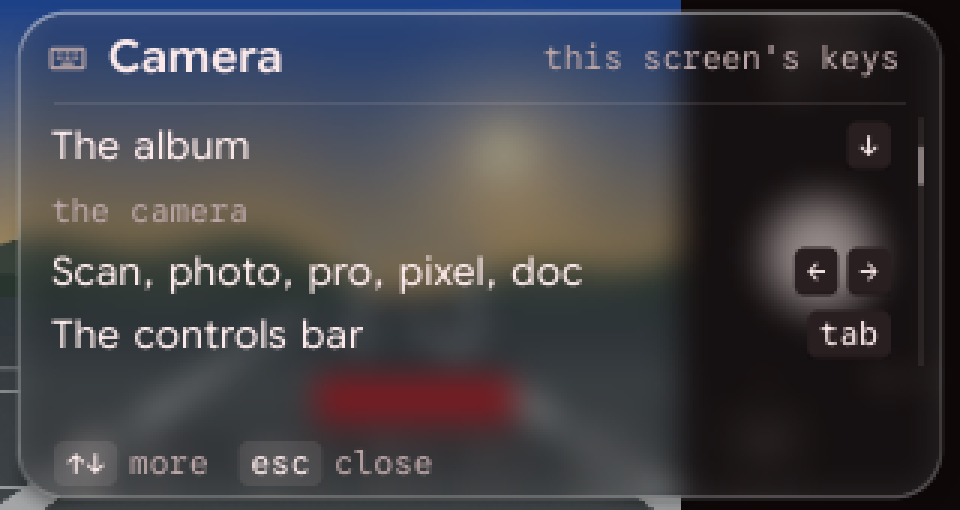 Camera this screen's keys
The album ↓
the camera
Scan, photo, pro, pixel, doc ← →
The controls bar tab
↑↓ more esc close